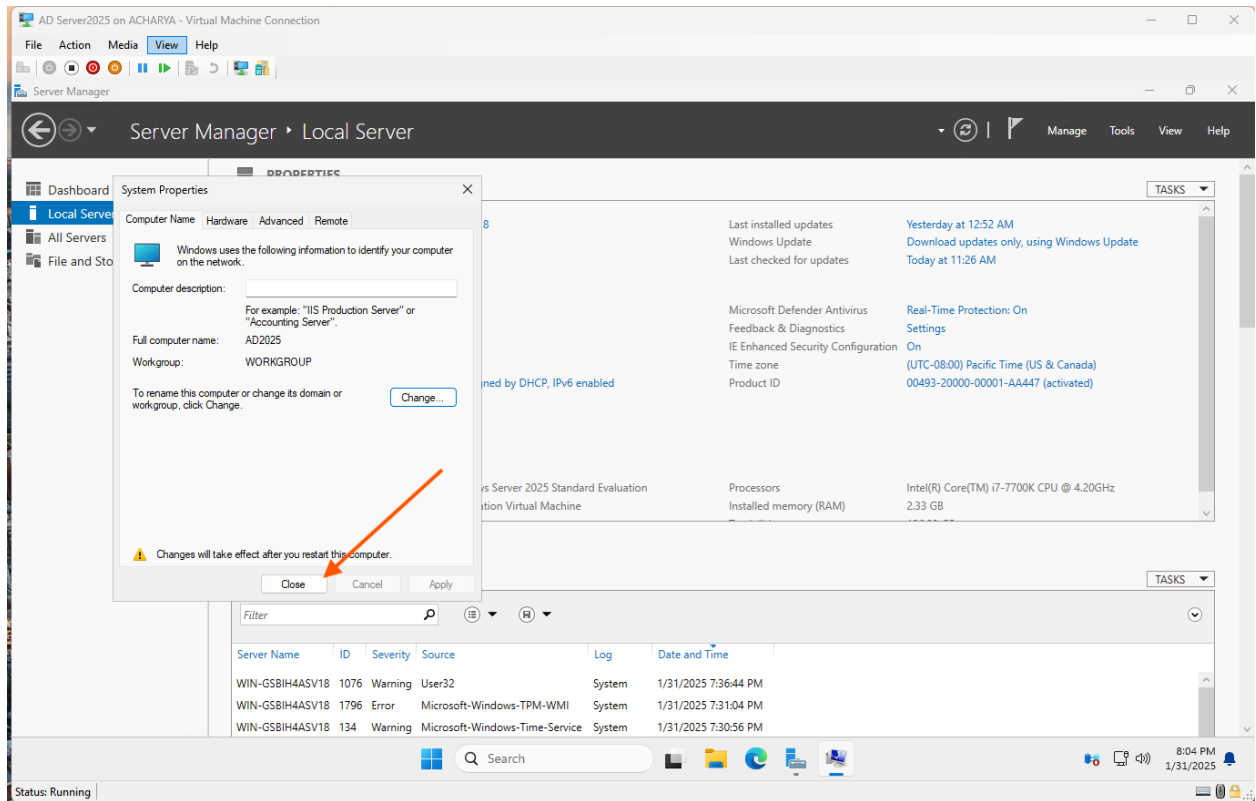 AD Server2025 on ACHARYA - Virtual Machine Connection
File Action Media View Help
Server Manager
Server Manager • Local Server
Manage Tools View Help
PROPERTIES
TASKS
Dashboard
Local Serve
All Servers
File and Sto
System Properties
Computer Name Hardware Advanced Remote
Windows uses the following information to identify your computer
on the network.
Computer description:
For example: "IIS Production Server" or
"Accounting Server".
Full computer name: AD2025
Workgroup: WORKGROUP
To rename this computer or change its domain or
workgroup, click Change.
Change...
Changes will take effect after you restart this computer.
Close Cancel Apply
8
Last installed updates Yesterday at 12:52 AM
Windows Update Download updates only, using Windows Update
Last checked for updates Today at 11:26 AM
Microsoft Defender Antivirus Real-Time Protection: On
Feedback & Diagnostics Settings
IE Enhanced Security Configuration On
Time zone (UTC-08:00) Pacific Time (US & Canada)
gned by DHCP, IPv6 enabled Product ID 00493-20000-00001-AA447 (activated)
vs Server 2025 Standard Evaluation Processors Intel(R) Core(TM) i7-7700K CPU @ 4.20GHz
ation Virtual Machine Installed memory (RAM) 2.33 GB
TASKS
Filter
Server Name ID Severity Source Log Date and Time
WIN-GSBIH4ASV18 1076 Warning User32 System 1/31/2025 7:36:44 PM
WIN-GSBIH4ASV18 1796 Error Microsoft-Windows-TPM-WMI System 1/31/2025 7:31:04 PM
WIN-GSBIH4ASV18 134 Warning Microsoft-Windows-Time-Service System 1/31/2025 7:30:56 PM
Search
8:04 PM
1/31/2025
Status: Running